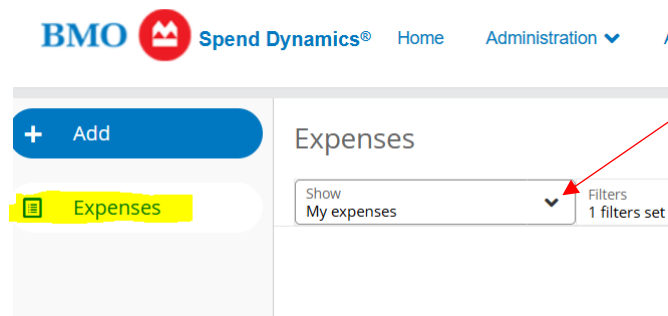 BMO Spend Dynamics® Home Administration
Add
Expenses
Expenses
Show
My expenses
Filters
1 filters set